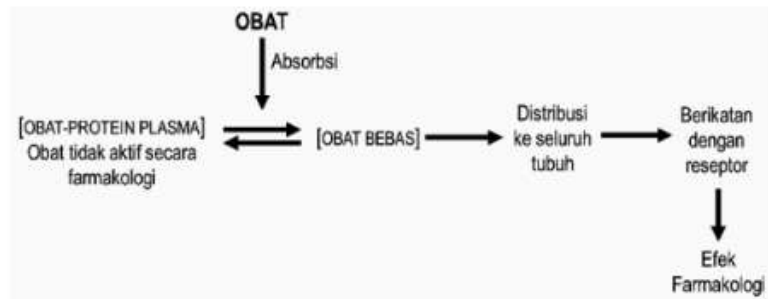 OBAT
Absorbsi
[OBAT-PROTEIN PLASMA]
Obat tidak aktif secara
farmakologi
[OBAT BEBAS]
Distribusi
ke seluruh
tubuh
Berikatan
dengan
reseptor
Efek
Farmakologi